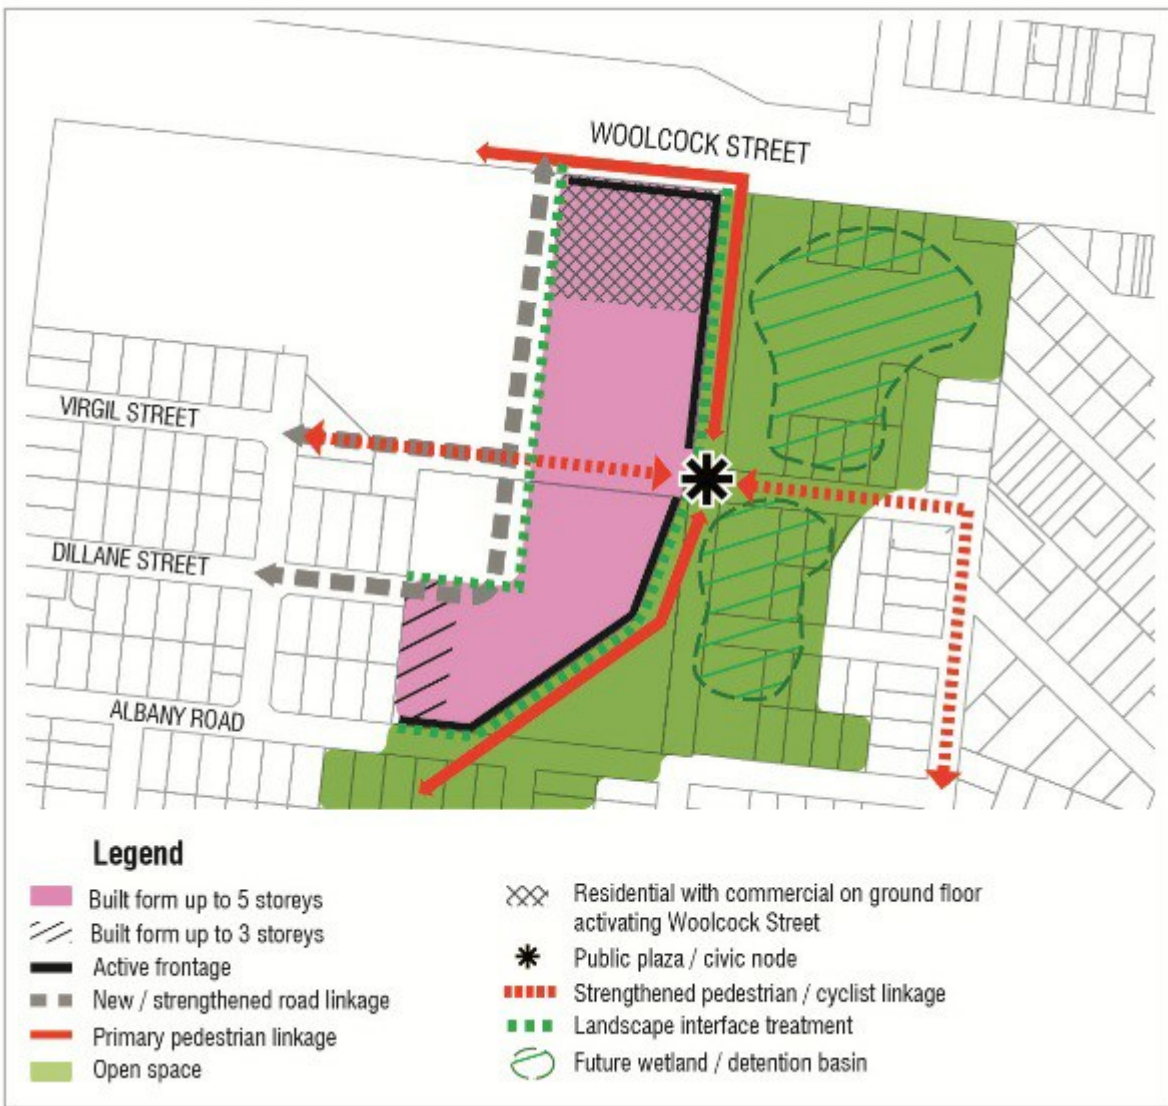 WOOLCOCK STREET
VIRGIL STREET
DILLANE STREET
ALBANY ROAD
Legend
Built form up to 5 storeys
Built form up to 3 storeys
Active frontage
New / strengthened road linkage
Primary pedestrian linkage
Open space
Residential with commercial on ground floor
activating Woolcock Street
Public plaza / civic node
Strengthened pedestrian / cyclist linkage
Landscape interface treatment
Future wetland / detention basin